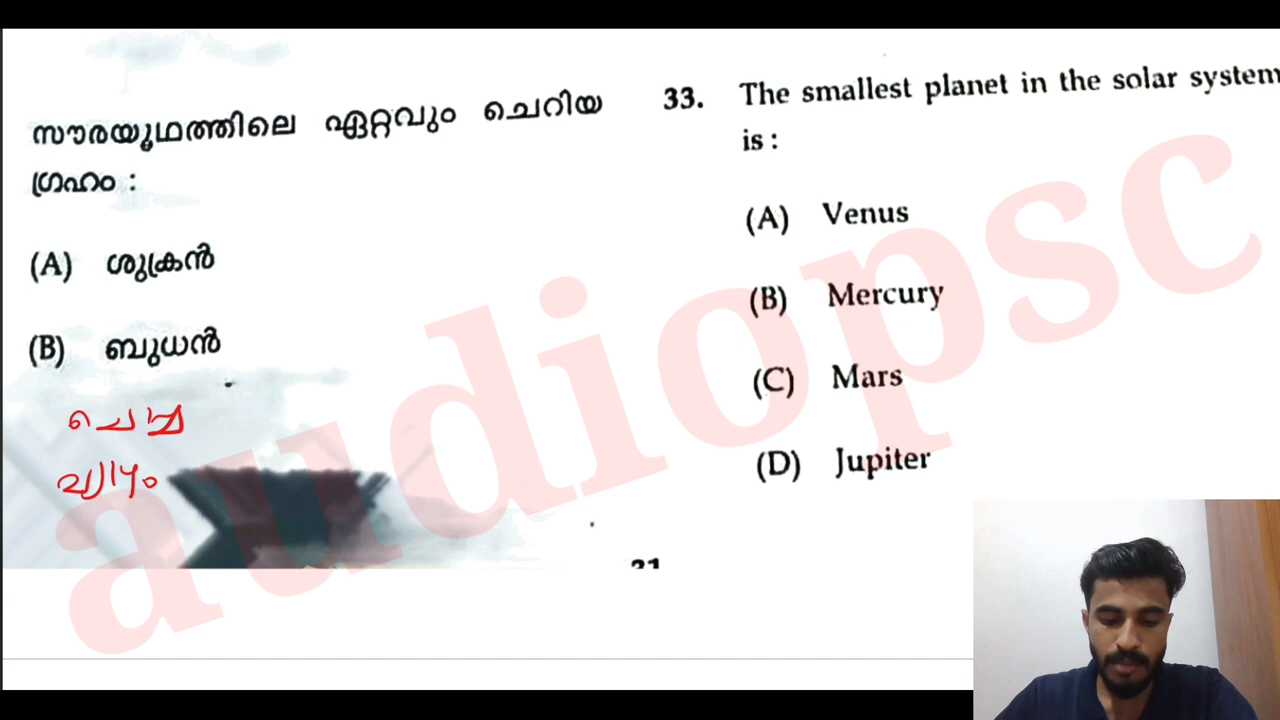 സൗരയൂഥത്തിലെ ഏറ്റവും ചെറിയ
ഗ്രഹം :
(A) ശുക്രൻ
(B) ബുധൻ
ചൊവ്വ
വ്യാഴം
33. The smallest planet in the solar system
is :
(A) Venus
(B) Mercury
(C) Mars
(D) Jupiter
audiopsc